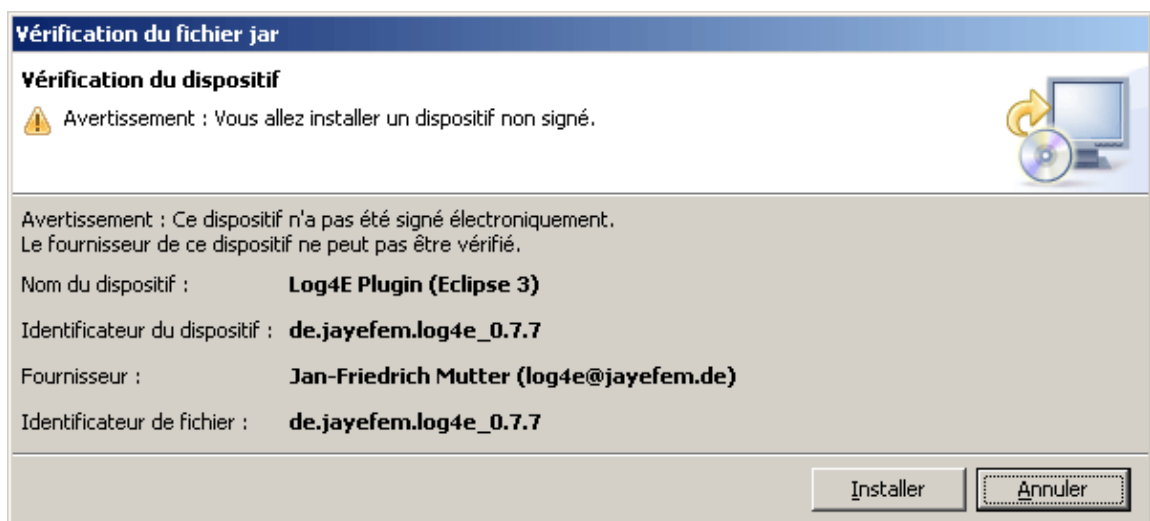 Vérification du fichier jar
Vérification du dispositif
Avertissement : Vous allez installer un dispositif non signé.
Avertissement : Ce dispositif n'a pas été signé électroniquement.
Le fournisseur de ce dispositif ne peut pas être vérifié.
Nom du dispositif : Log4E Plugin (Eclipse 3)
Identificateur du dispositif : de.jayefem.log4e_0.7.7
Fournisseur : Jan-Friedrich Mutter (log4e@jayefem.de)
Identificateur de fichier : de.jayefem.log4e_0.7.7
Installer Annuler